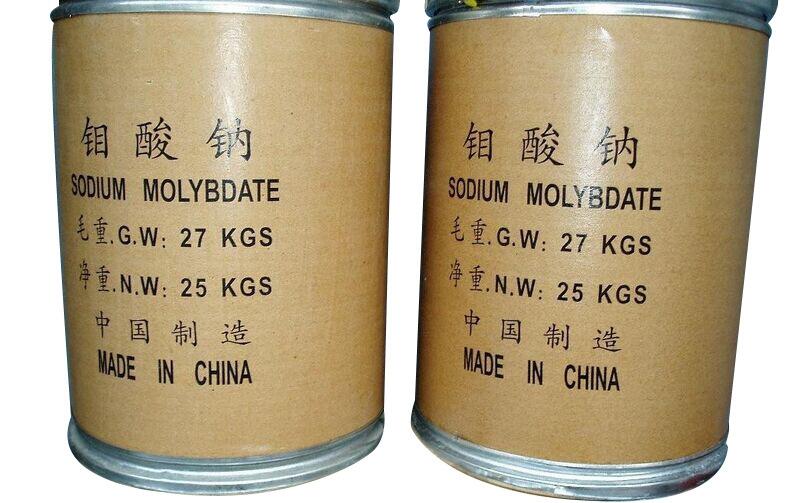 钼酸钠
SODIUM MOLYBDATE
毛重.G.W: 27 KGS
净重.N.W: 25 KGS
中国制造
MADE IN CHINA
钼酸钠
SODIUM MOLYBDATE
毛重.G.W: 27 KGS
净重.N.W: 25 KGS
中国制造
MADE IN CHINA